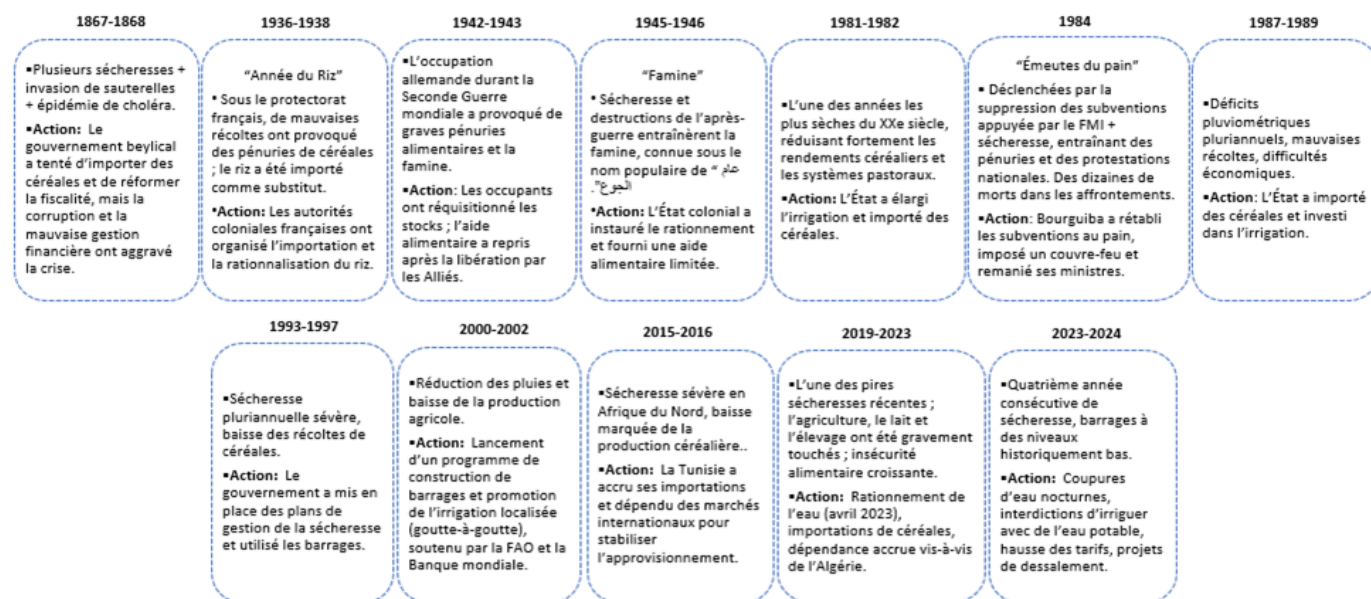 1867-1868
▪Plusieurs sécheresses +
invasion de sauterelles
+ épidémie de choléra.
▪Action: Le
gouvernement beylical
a tenté d'importer des
céréales et de réformer
la fiscalité, mais la
corruption et la
mauvaise gestion
financière ont aggravé
la crise.
1936-1938
“Année du Riz”
▪ Sous le protectorat
français, de mauvaises
récoltes ont provoqué
des pénuries de céréales
; le riz a été importé
comme substitut.
▪Action: Les autorités
coloniales françaises ont
organisé l'importation et
la rationnalisation du riz.
1942-1943
▪L'occupation
allemande durant la
Seconde Guerre
mondiale a provoqué de
graves pénuries
alimentaires et la
famine.
▪Action: Les occupants
ont réquisitionné les
stocks ; l'aide
alimentaire a repris
après la libération par
les Alliés.
1945-1946
“Famine”
▪ Sécheresse et
destructions de l'après-
guerre entraînèrent la
famine, connue sous le
nom populaire de “ عام
الجوع”.
▪Action: L'État colonial a
instauré le rationnement
et fourni une aide
alimentaire limitée.
1981-1982
▪L'une des années les
plus sèches du XXe siècle,
réduisant fortement les
rendements céréaliers et
les systèmes pastoraux.
▪Action: L'État a élargi
l'irrigation et importé des
céréales.
1984
“Émeutes du pain”
▪ Déclenchées par la
suppression des subventions
appuyée par le FMI +
sécheresse, entraînant des
pénuries et des protestations
nationales. Des dizaines de
morts dans les affrontements.
▪Action: Bourguiba a rétabli
les subventions au pain,
imposé un couvre-feu et
remanié ses ministres.
1987-1989
▪Déficits
pluviométriques
pluriannuels, mauvaises
récoltes, difficultés
économiques.
▪Action: L'État a importé
des céréales et investi
dans l'irrigation.
1993-1997
▪Sécheresse
pluriannuelle sévère,
baisse des récoltes de
céréales.
▪Action: Le
gouvernement a mis en
place des plans de
gestion de la sécheresse
et utilisé les barrages.
2000-2002
▪Réduction des pluies et
baisse de la production
agricole.
▪Action: Lancement
d'un programme de
construction de
barrages et promotion
de l'irrigation localisée
(goutte-à-goutte),
soutenu par la FAO et la
Banque mondiale.
2015-2016
▪Sécheresse sévère en
Afrique du Nord, baisse
marquée de la
production céréalière..
▪Action: La Tunisie a
accru ses importations
et dépendu des marchés
internationaux pour
stabiliser
l'approvisionnement.
2019-2023
▪L'une des pires
sécheresses récentes ;
l'agriculture, le lait et
l'élevage ont été gravement
touchés ; insécurité
alimentaire croissante.
▪Action: Rationnement de
l'eau (avril 2023),
importations de céréales,
dépendance accrue vis-à-vis
de l'Algérie.
2023-2024
▪Quatrième année
consécutive de
sécheresse, barrages à
des niveaux
historiquement bas.
▪Action: Coupures
d'eau nocturnes,
interdictions d'irriguer
avec de l'eau potable,
hausse des tarifs, projets
de dessalement.